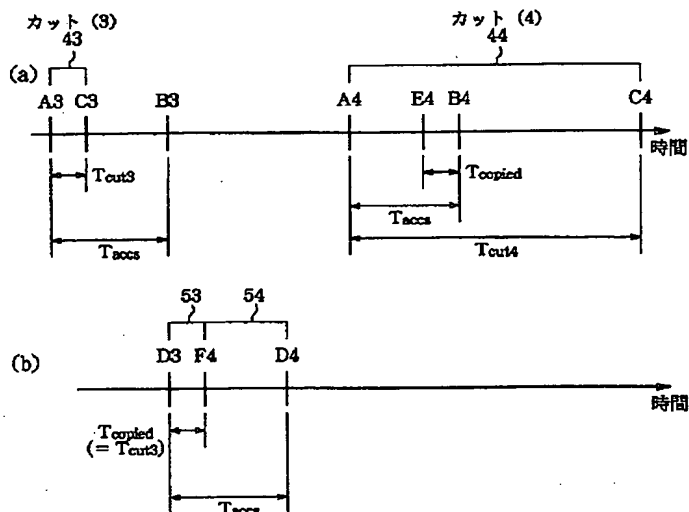 カット (3)
43
カット (4)
44
(a)
A3 C3 B3 A4 E4 B4 C4
時間
Tcut3
Tcopied
Taccs
Taccs
Tcut4
53 54
(b)
D3 F4 D4
時間
Tcopied
(= Tcut3)
Taccs